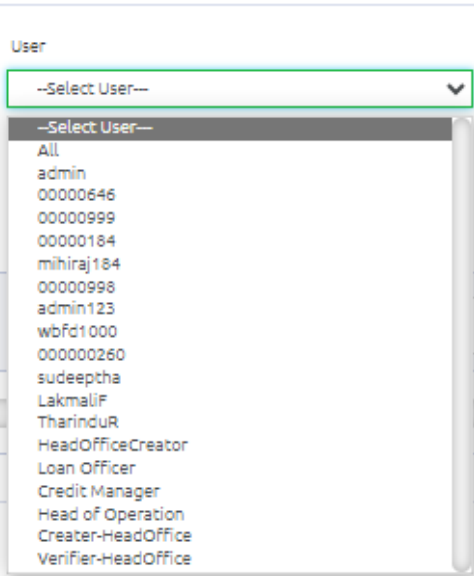 User
--Select User---
--Select User---
All
admin
00000646
00000999
00000184
mihiraj184
00000998
admin123
wbfd1000
000000260
sudeeptha
LakmaliF
TharinduR
HeadOfficeCreator
Loan Officer
Credit Manager
Head of Operation
Creater-HeadOffice
Verifier-HeadOffice